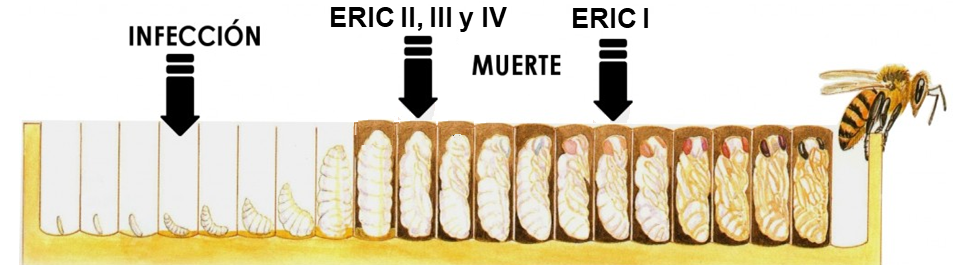 INFECCIÓN
ERIC II, III y IV
MUERTE
ERIC I